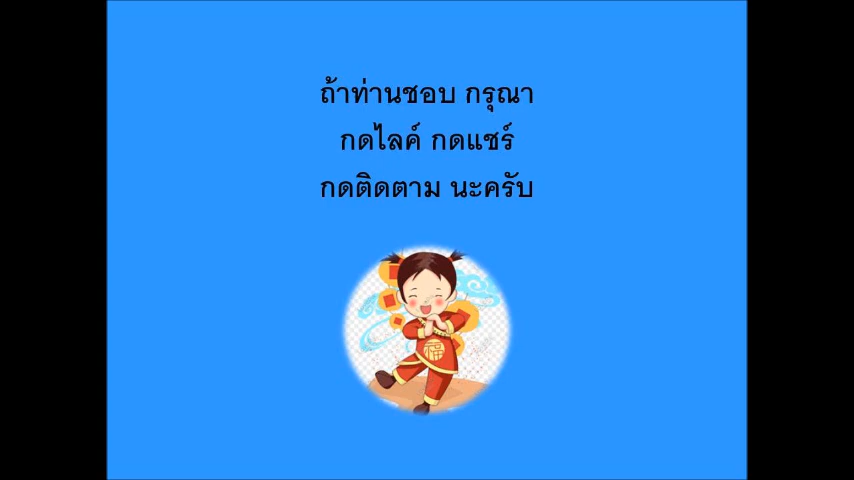 ถ้าท่านชอบ กรุณา
กดไลค์ กดแชร์
กดติดตาม นะครับ
福